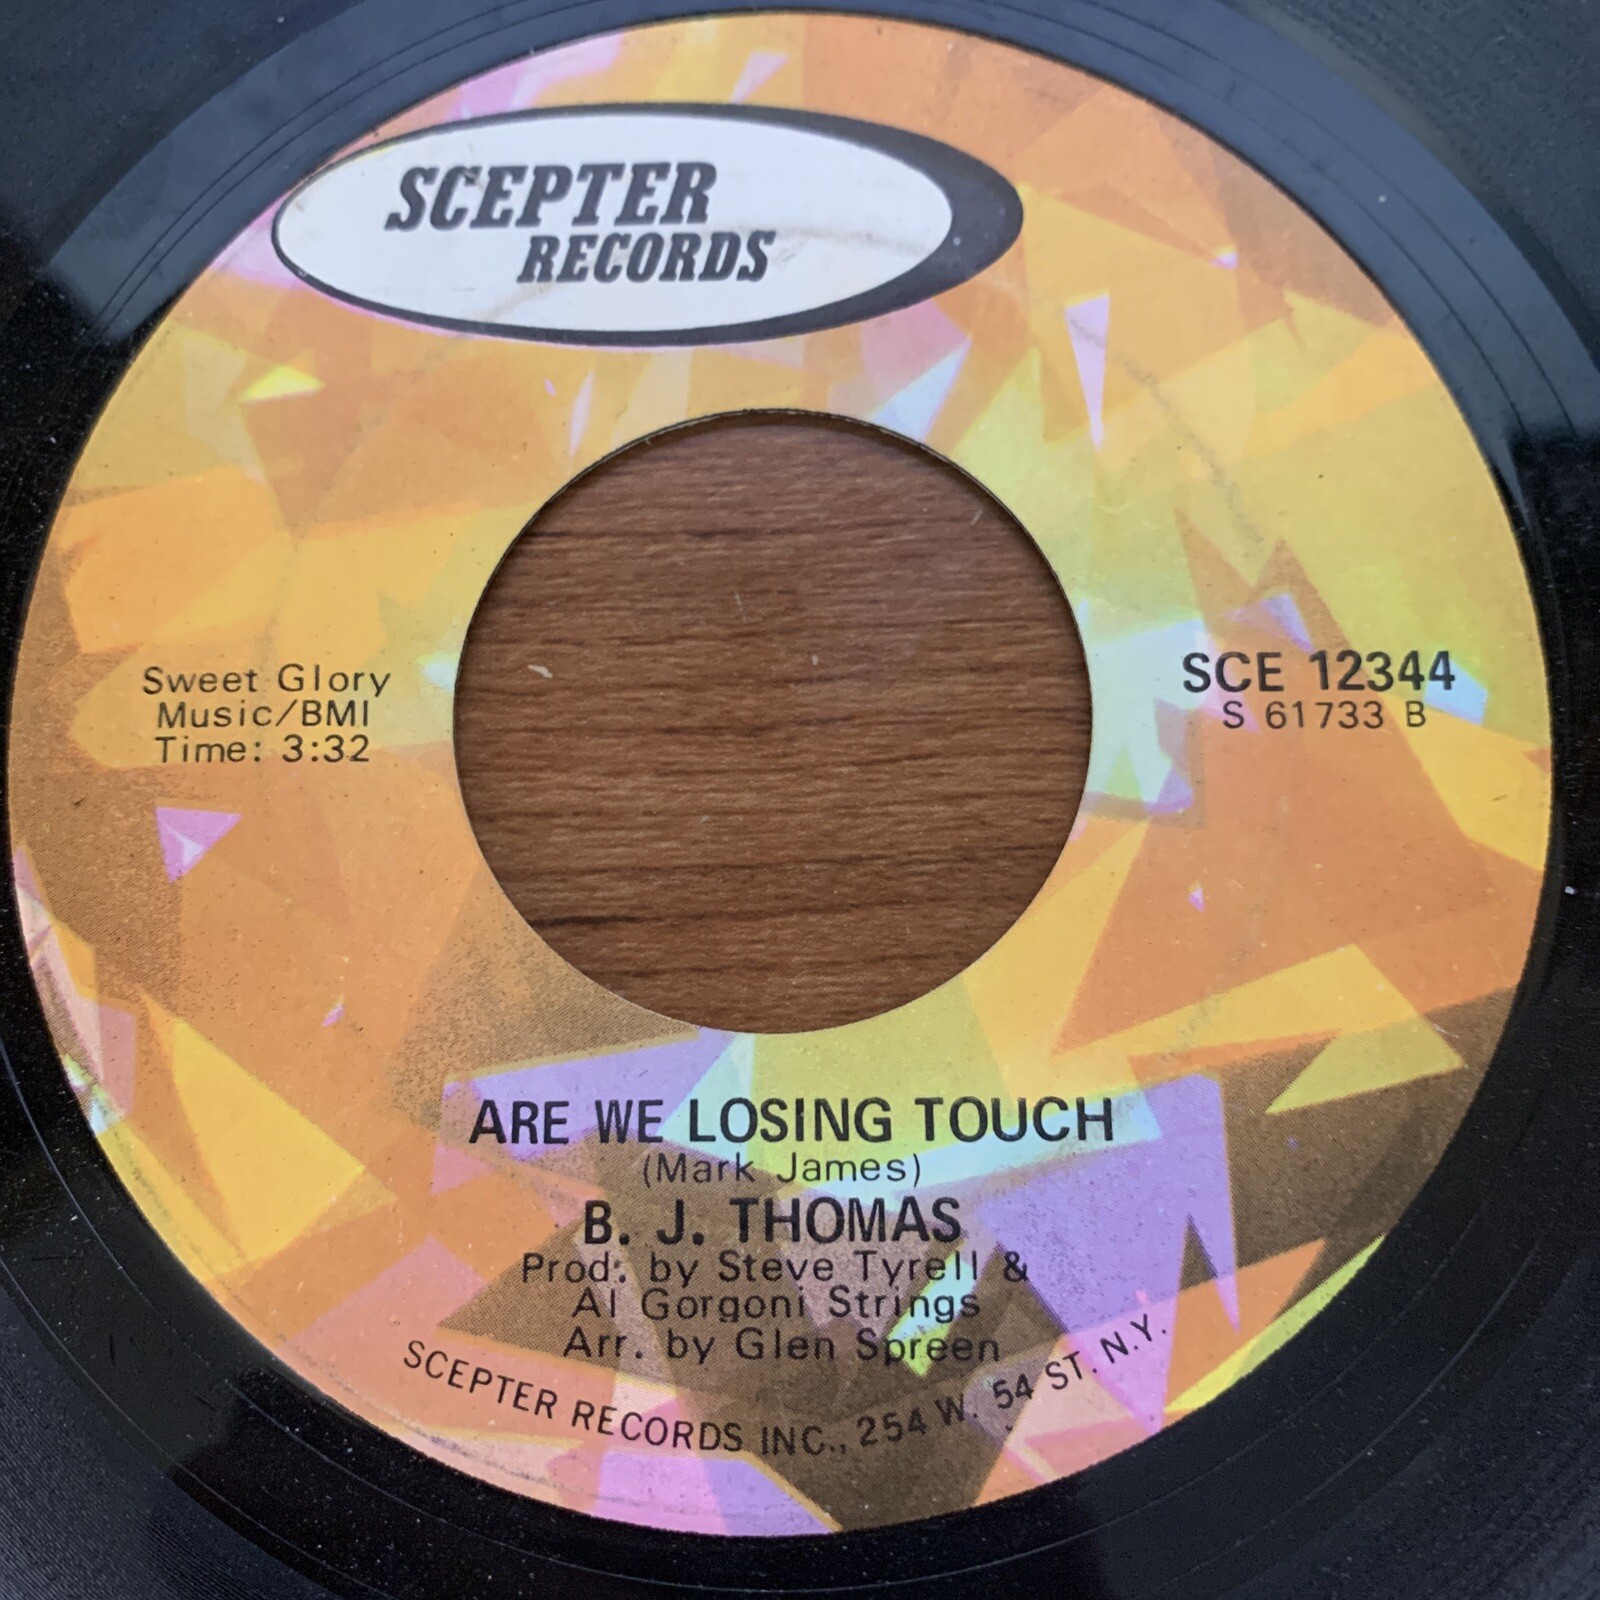 SCEPTER
RECORDS
Sweet Glory
Music/BMI
Time: 3:32
SCE 12344
S 61733 B
ARE WE LOSING TOUCH
(Mark James)
B. J. THOMAS
Prod. by Steve Tyrell &
Al Gorgoni Strings
Arr. by Glen Spreen
SCEPTER RECORDS INC., 254 W. 54 ST. N.Y.